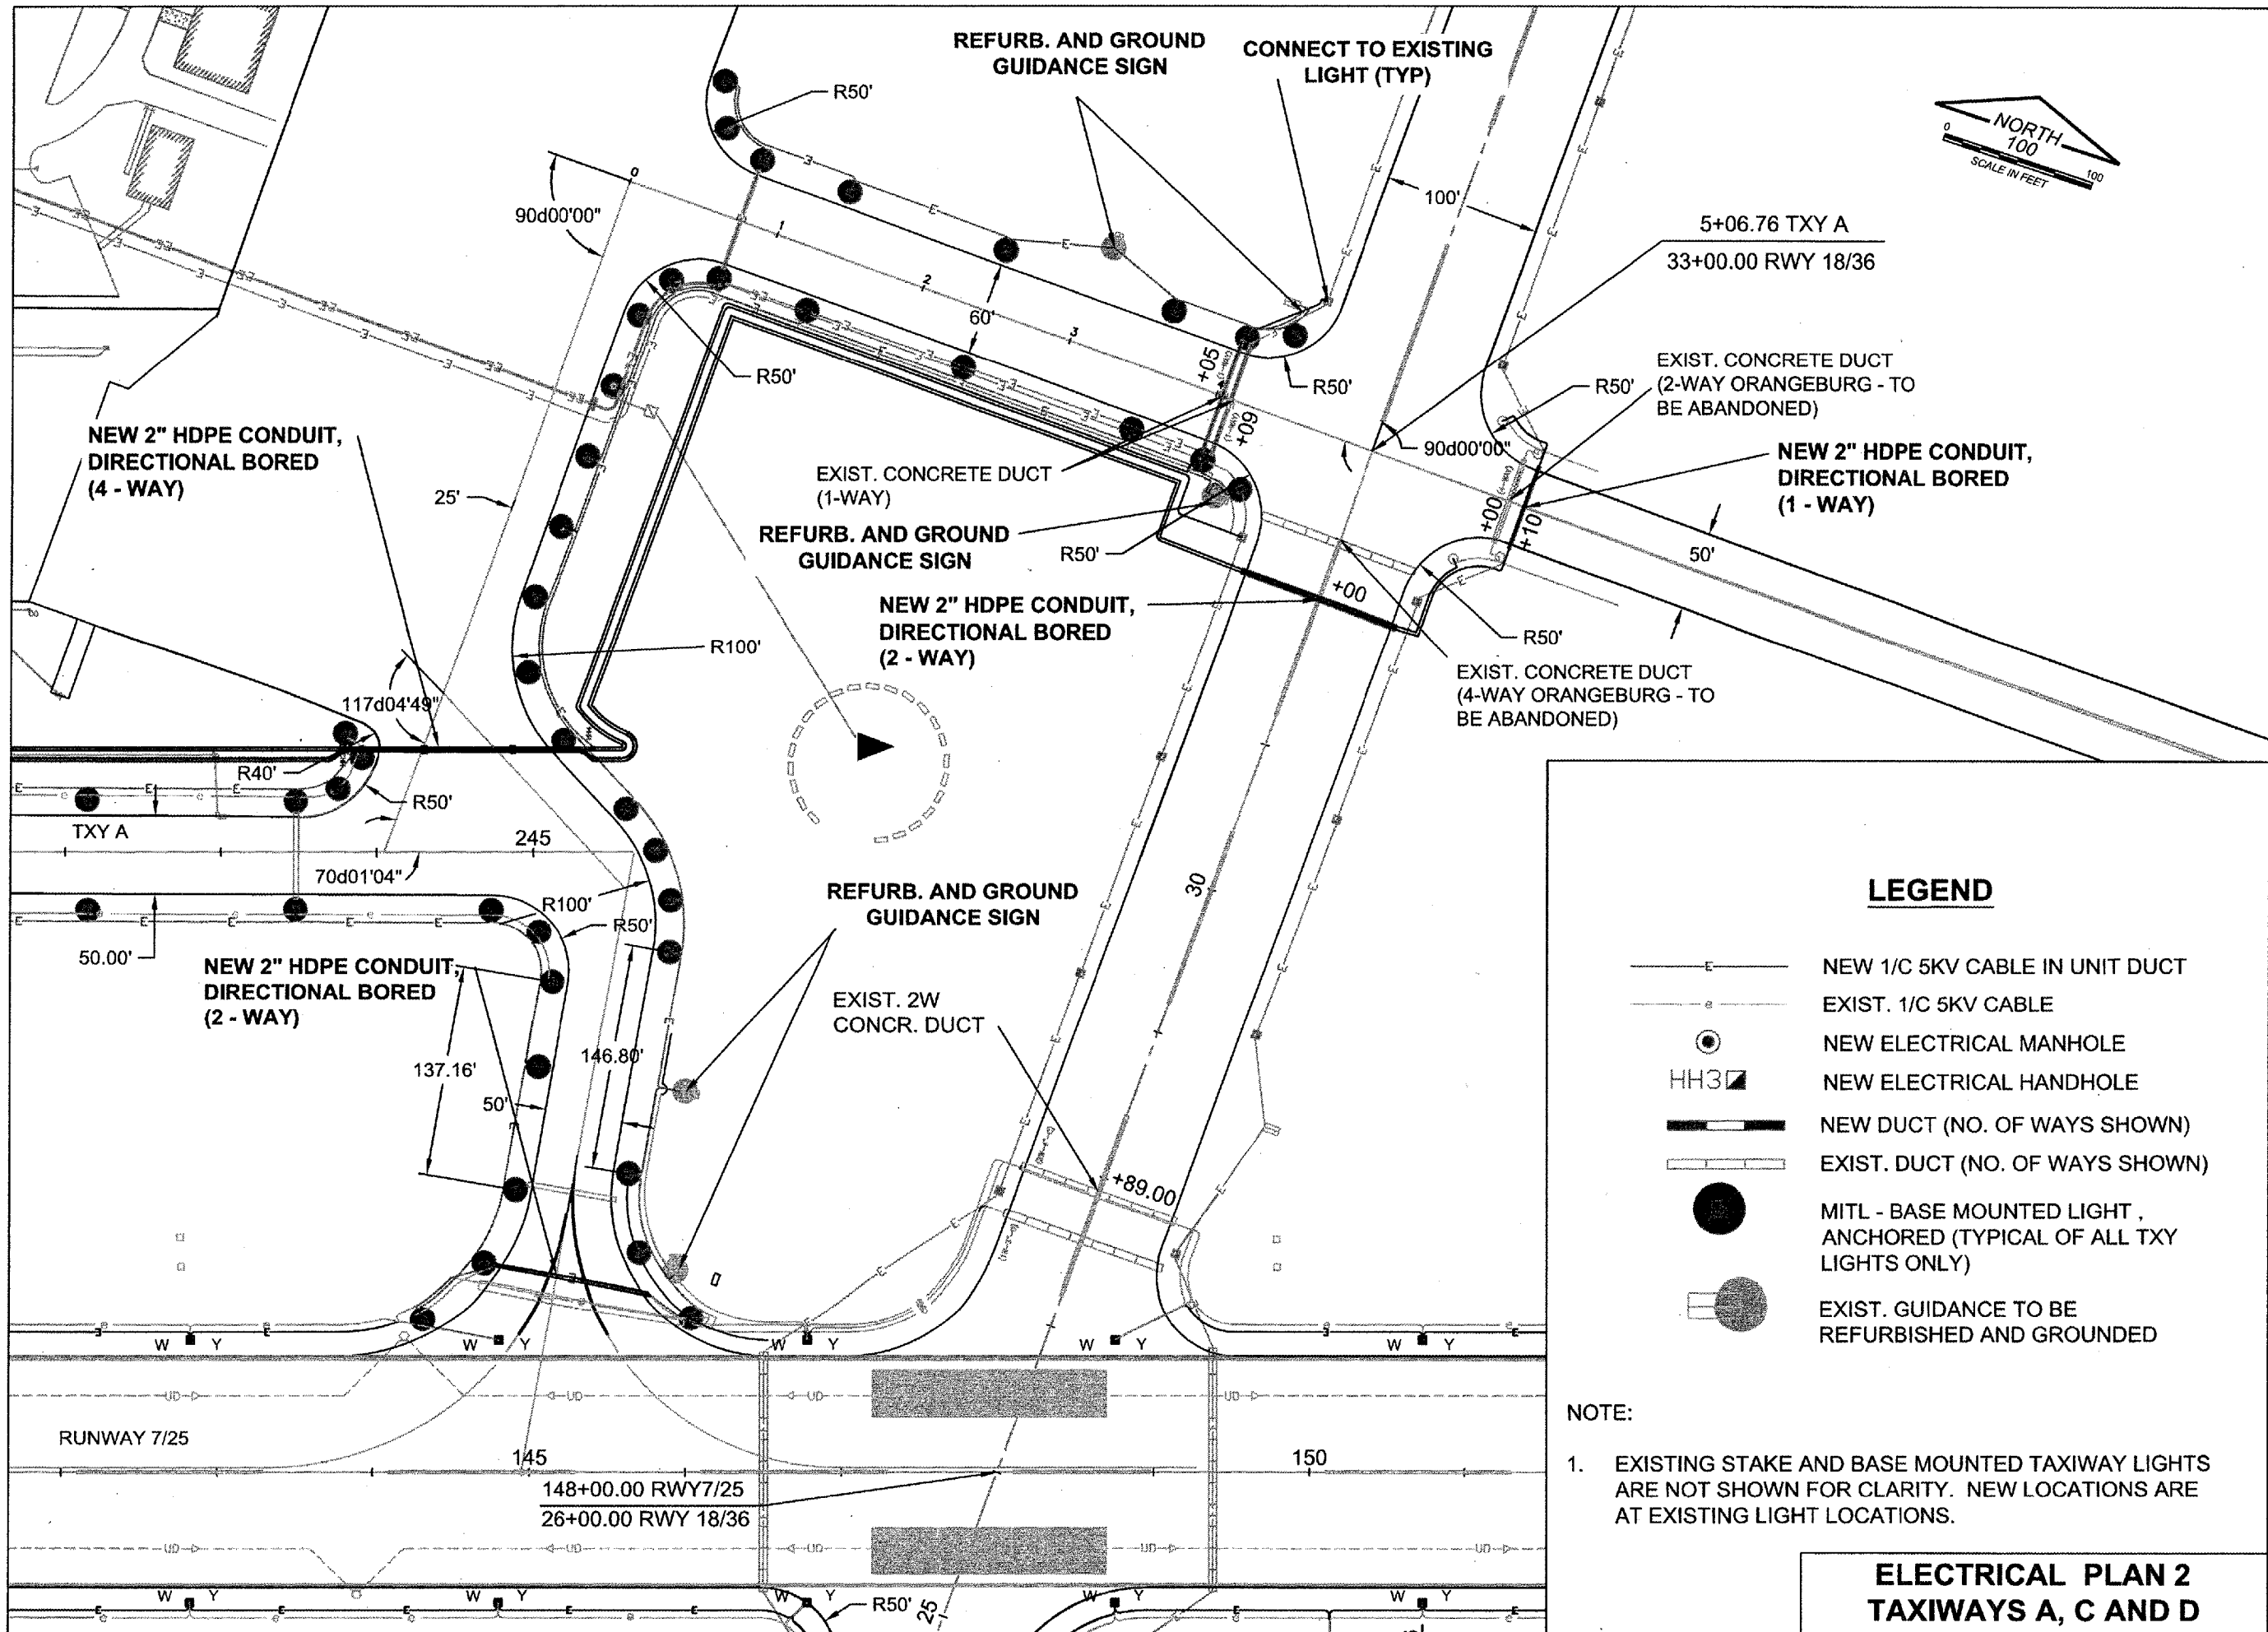 REFURB. AND GROUND
GUIDANCE SIGN
CONNECT TO EXISTING
LIGHT (TYP)
R50'
NORTH
0
100
100
SCALE IN FEET
90d00'00"
0
1
2
3
60'
100'
5+06.76 TXY A
33+00.00 RWY 18/36
R50'
R50'
+05
+09
R50'
EXIST. CONCRETE DUCT
(2-WAY ORANGEBURG - TO
BE ABANDONED)
90d00'00"
NEW 2" HDPE CONDUIT,
DIRECTIONAL BORED
(1 - WAY)
+00
+10
50'
NEW 2" HDPE CONDUIT,
DIRECTIONAL BORED
(4 - WAY)
25'
EXIST. CONCRETE DUCT
(1-WAY)
REFURB. AND GROUND
GUIDANCE SIGN
R50'
NEW 2" HDPE CONDUIT,
DIRECTIONAL BORED
(2 - WAY)
+00
R50'
EXIST. CONCRETE DUCT
(4-WAY ORANGEBURG - TO
BE ABANDONED)
R100'
117d04'49"
R40'
R50'
TXY A
245
70d01'04"
R100'
R50'
50.00'
NEW 2" HDPE CONDUIT,
DIRECTIONAL BORED
(2 - WAY)
REFURB. AND GROUND
GUIDANCE SIGN
30
EXIST. 2W
CONCR. DUCT
137.16'
146.80'
50'
+89.00
LEGEND
E NEW 1/C 5KV CABLE IN UNIT DUCT
e EXIST. 1/C 5KV CABLE
NEW ELECTRICAL MANHOLE
HH3 NEW ELECTRICAL HANDHOLE
NEW DUCT (NO. OF WAYS SHOWN)
EXIST. DUCT (NO. OF WAYS SHOWN)
MITL - BASE MOUNTED LIGHT ,
ANCHORED (TYPICAL OF ALL TXY
LIGHTS ONLY)
EXIST. GUIDANCE TO BE
REFURBISHED AND GROUNDED
W Y W Y W Y W Y W Y
UD UD UD UD
RUNWAY 7/25
145
150
148+00.00 RWY7/25
26+00.00 RWY 18/36
UD UD UD UD UD
W Y W Y W Y W Y W Y
R50'
25
NOTE:
1. EXISTING STAKE AND BASE MOUNTED TAXIWAY LIGHTS
ARE NOT SHOWN FOR CLARITY. NEW LOCATIONS ARE
AT EXISTING LIGHT LOCATIONS.
ELECTRICAL PLAN 2
TAXIWAYS A, C AND D